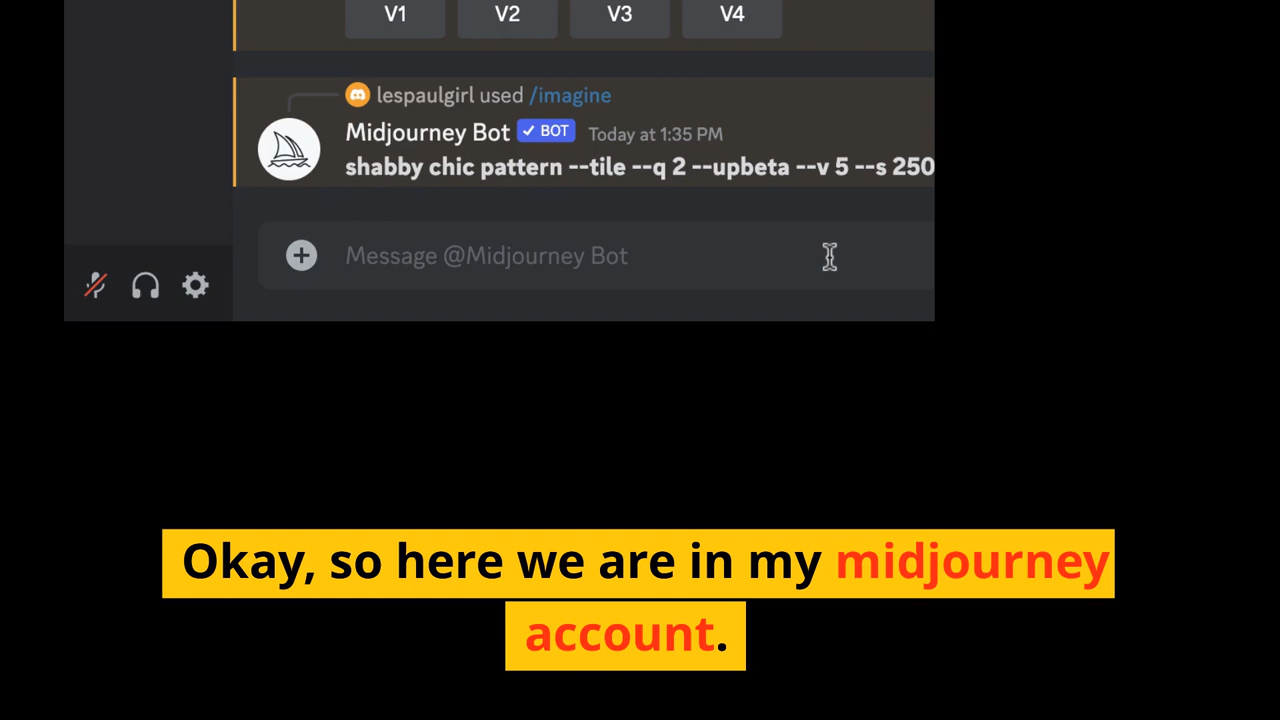 V1 V2 V3 V4
lespaulgirl used /imagine
Midjourney Bot ✓ BOT Today at 1:35 PM
shabby chic pattern --tile --q 2 --upbeta --v 5 --s 250
Message @Midjourney Bot
Okay, so here we are in my midjourney
account.